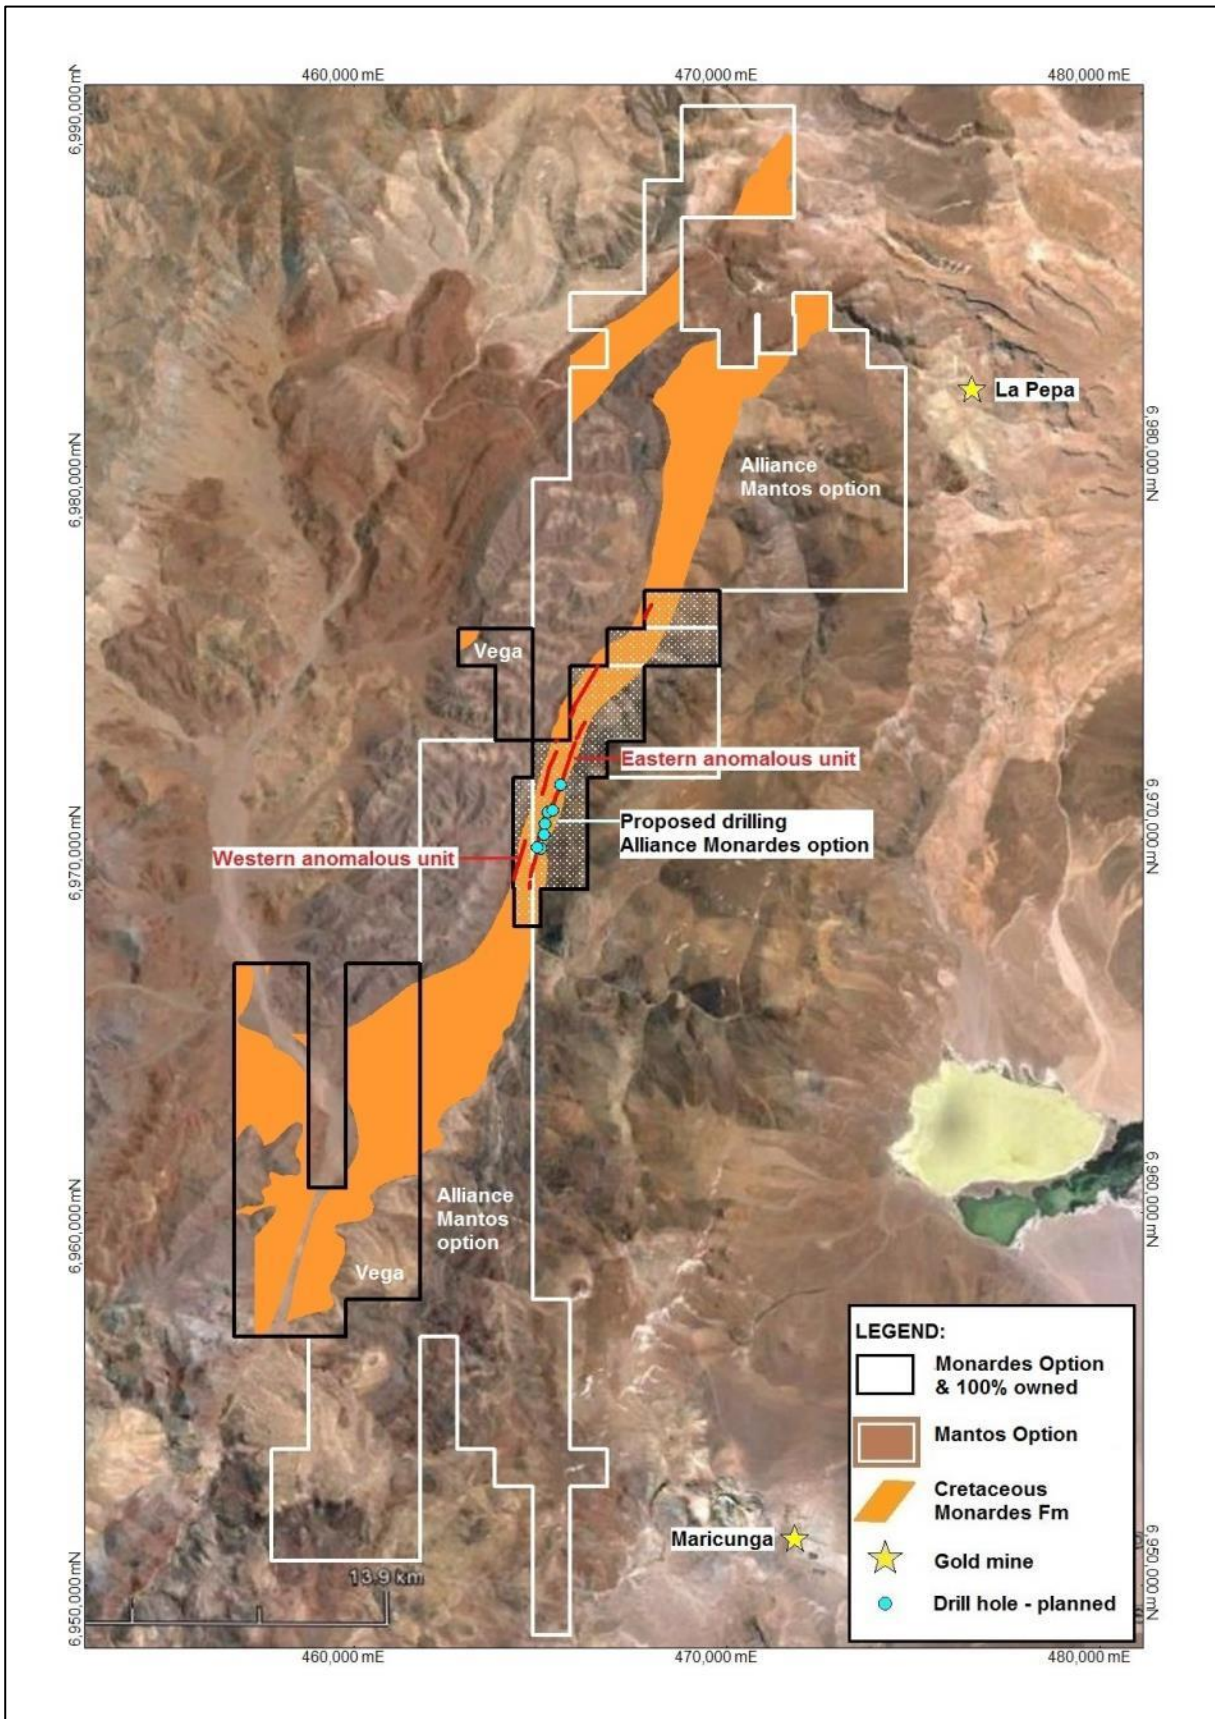 460,000 mE
470,000 mE
480,000 mE
6,990,000 mN
La Pepa
6,980,000 mN
Alliance
Mantos option
6,980,000 mN
Vega
Eastern anomalous unit
6,970,000 mN
Proposed drilling
Alliance Monardes option
Western anomalous unit
6,970,000 mN
Alliance
Mantos
option
6,960,000 mN
6,960,000 mN
Vega
LEGEND:
Monardes Option
& 100% owned
Mantos Option
Cretaceous
Monardes Fm
Gold mine
Drill hole - planned
Maricunga
6,950,000 mN
13.9 km
6,950,000 mN
460,000 mE
470,000 mE
480,000 mE